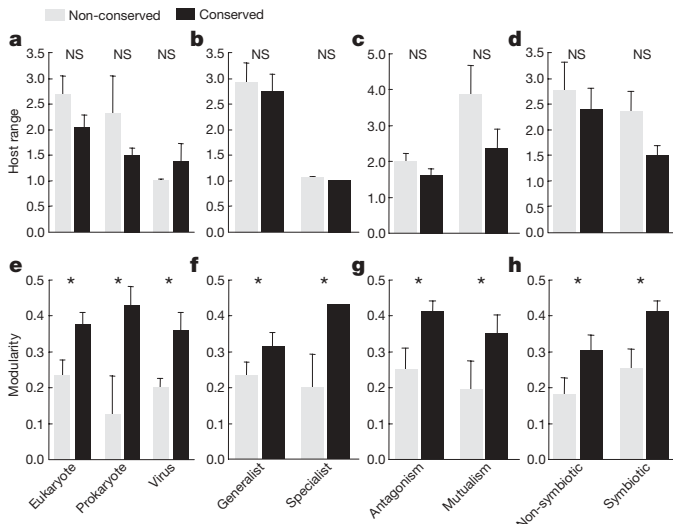 Non-conserved Conserved
a b c d
NS NS NS NS NS NS NS NS NS
Host range
3.5 3.5 5.0 3.5
3.0 3.0 3.0
2.5 2.5 4.0 2.5
2.0 2.0 3.0 2.0
1.5 1.5 2.0 1.5
1.0 1.0 1.0 1.0
0.5 0.5 0.5
0.0 0.0 0.0 0.0
e f g h
* * * * * * * * *
Modularity
0.5 0.5 0.5 0.5
0.4 0.4 0.4 0.4
0.3 0.3 0.3 0.3
0.2 0.2 0.2 0.2
0.1 0.1 0.1 0.1
0.0 0.0 0.0 0.0
Eukaryote Prokaryote Virus Generalist Specialist Antagonism Mutualism Non-symbiotic Symbiotic